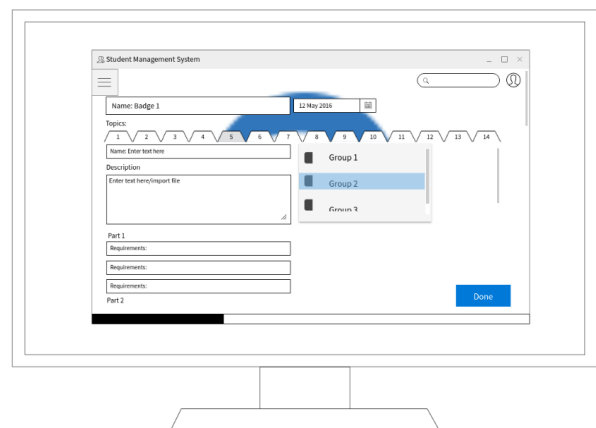 Student Management System
Name: Badge 1
12 May 2016
Topics:
1 2 3 4 5 6 7 8 9 10 11 12 13 14
Name: Enter text here
Group 1
Description
Enter text here/import file
Group 2
Group 3
Part 1
Requirements:
Requirements:
Requirements:
Part 2
Done